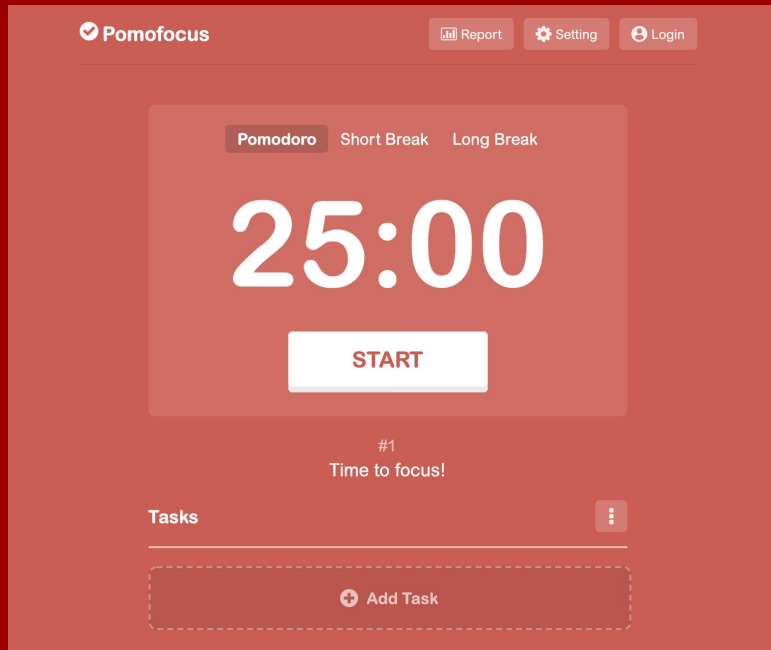 Pomofocus
Report Setting Login
Pomodoro Short Break Long Break
25:00
START
#1
Time to focus!
Tasks
Add Task